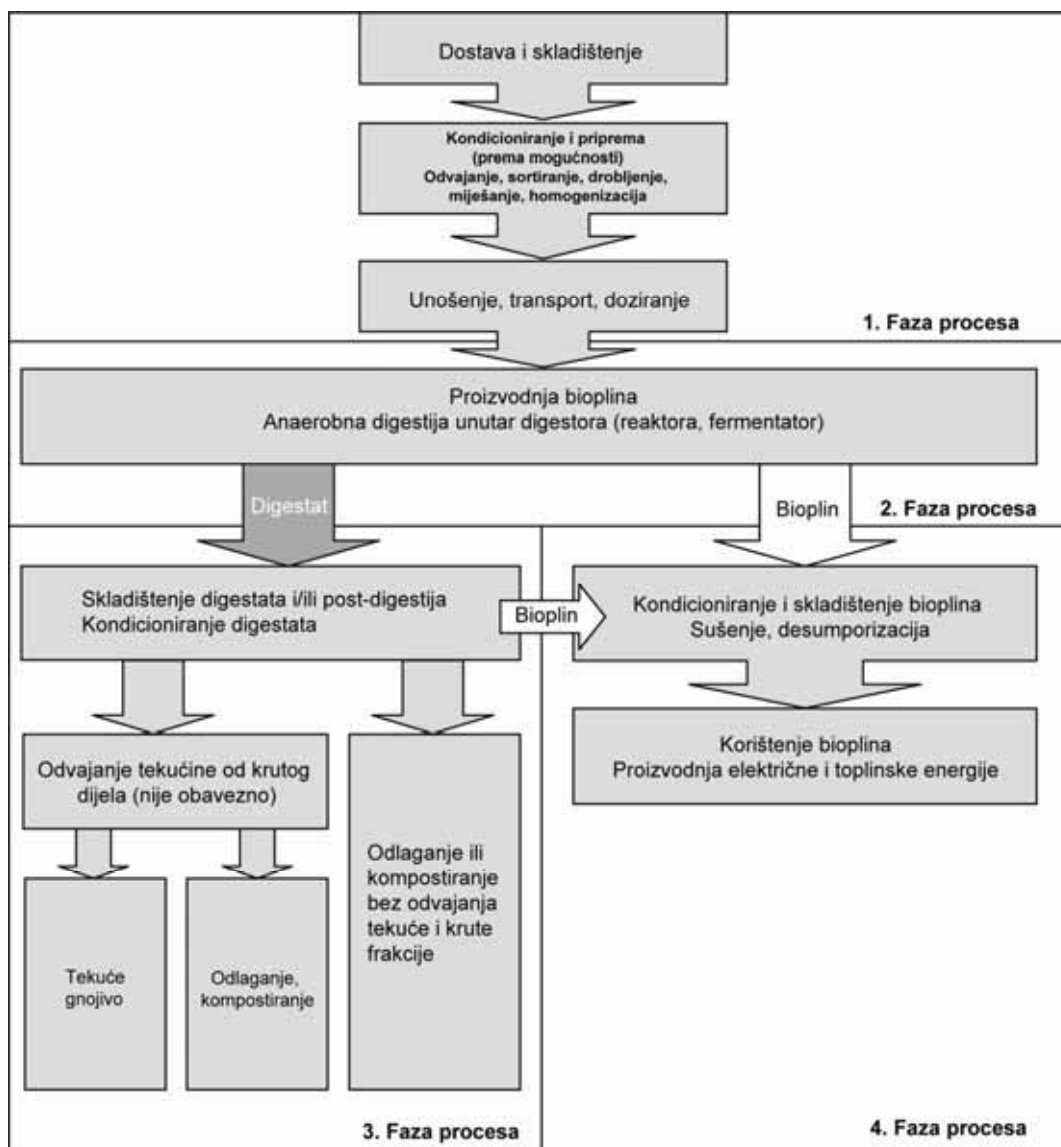 Dostava i skladištenje
Kondicioniranje i priprema
(prema mogućnosti)
Odvajanje, sortiranje, drobljenje,
miješanje, homogenizacija
Unošenje, transport, doziranje
1. Faza procesa
Proizvodnja bioplina
Anaerobna digestija unutar digestora (reaktora, fermentator)
Digestat
Bioplin
2. Faza procesa
Skladištenje digestata i/ili post-digestija
Kondicioniranje digestata
Bioplin
Kondicioniranje i skladištenje bioplina
Sušenje, desumporizacija
Korištenje bioplina
Proizvodnja električne i toplinske energije
Odvajanje tekućine od krutog
dijela (nije obavezno)
Odlaganje ili
kompostiranje
bez odvajanja
tekuće i krute
frakcije
Tekuće
gnojivo
Odlaganje,
kompostiranje
3. Faza procesa
4. Faza procesa